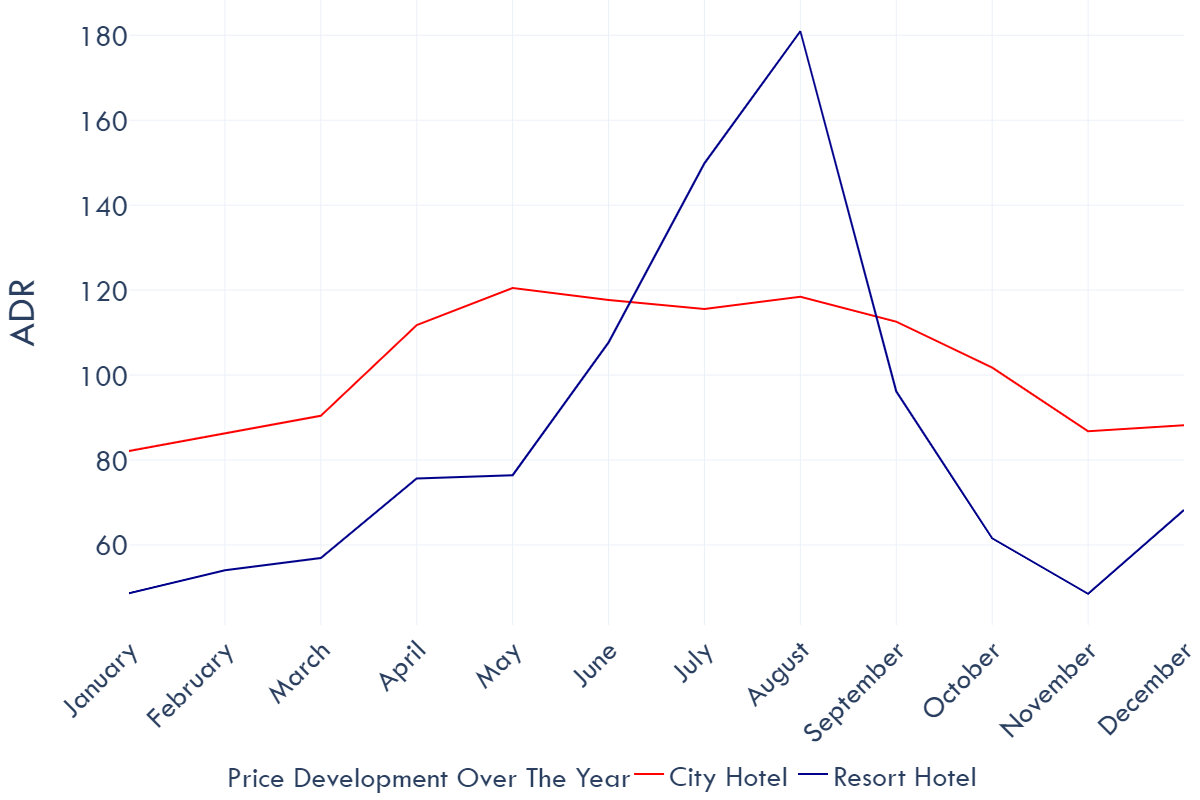 180
160
140
120
100
80
60
ADR
January
February
March
April
May
June
July
August
September
October
November
December
Price Development Over The Year City Hotel Resort Hotel